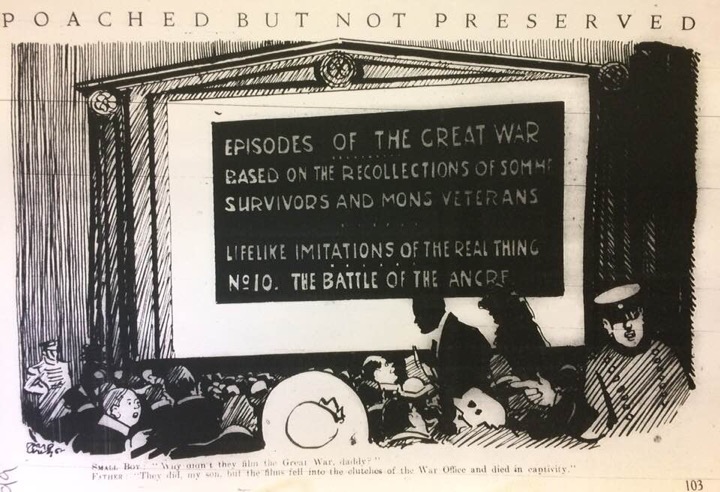 POACHED BUT NOT PRESERVED
EPISODES OF THE GREAT WAR
BASED ON THE RECOLLECTIONS OF SOMME
SURVIVORS AND MONS VETERANS
LIFELIKE IMITATIONS OF THE REAL THING
No10. THE BATTLE OF THE ANCRE
SMALL BOY: "Why didn't they film the Great War, daddy?"
FATHER: "They did, my son, but the films fell into the clutches of the War Office and died in captivity."
103